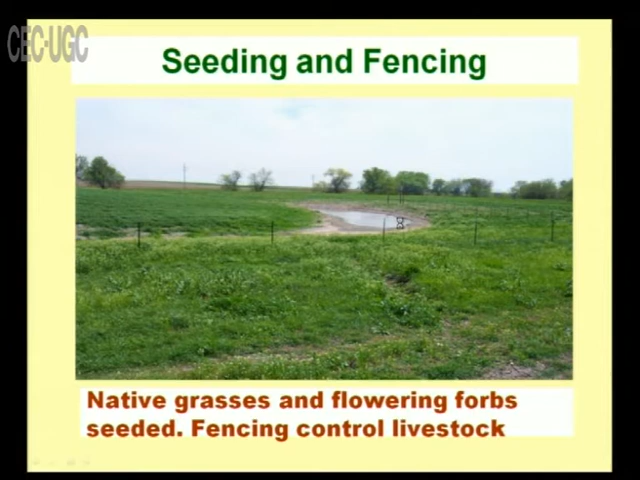 CEC-UGC
Seeding and Fencing
Native grasses and flowering forbs
seeded. Fencing control livestock